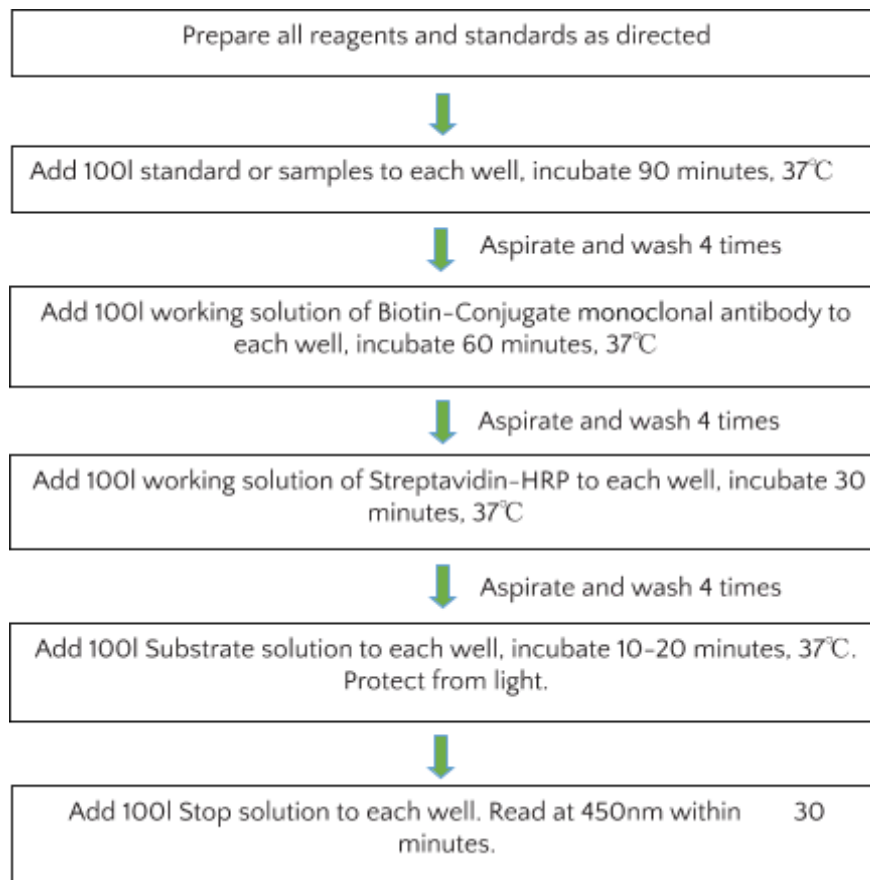 Prepare all reagents and standards as directed
Add 100l standard or samples to each well, incubate 90 minutes, 37℃
Aspirate and wash 4 times
Add 100l working solution of Biotin-Conjugate monoclonal antibody to
each well, incubate 60 minutes, 37℃
Aspirate and wash 4 times
Add 100l working solution of Streptavidin-HRP to each well, incubate 30
minutes, 37℃
Aspirate and wash 4 times
Add 100l Substrate solution to each well, incubate 10-20 minutes, 37℃.
Protect from light.
Add 100l Stop solution to each well. Read at 450nm within 30
minutes.